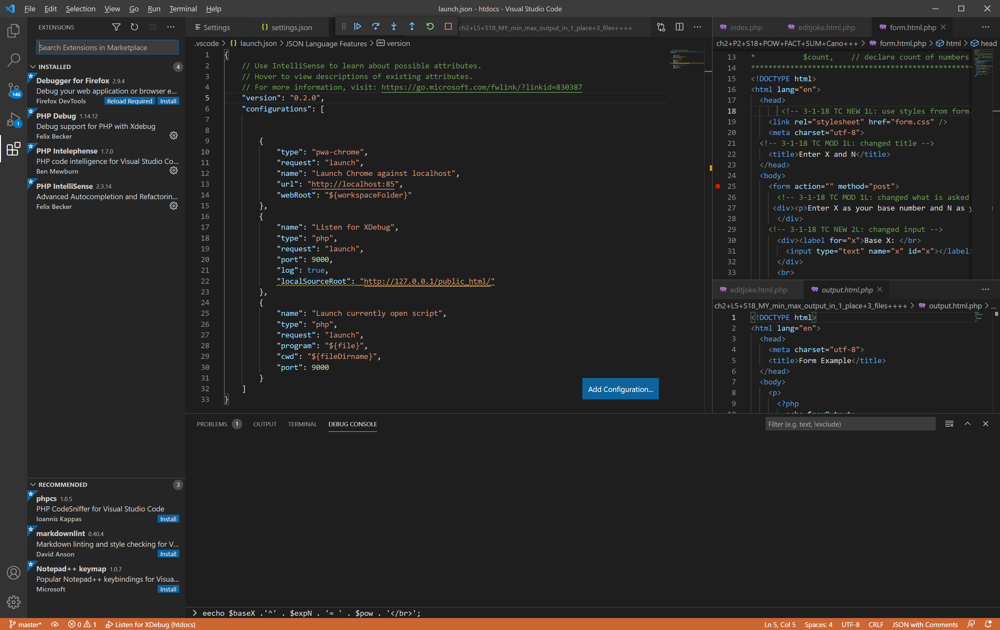 File Edit Selection View Go Run Terminal Help
launch.json - htdocs - Visual Studio Code
EXTENSIONS
Search Extensions in Marketplace
INSTALLED 4
Debugger for Firefox 2.9.4
Debug your web application or browser e...
Firefox DevTools Reload Required Install
PHP Debug 1.14.12
Debug support for PHP with Xdebug
Felix Becker
PHP Intelephense 1.7.0
PHP code intelligence for Visual Studio Co...
Ben Mewburn
PHP IntelliSense 2.3.14
Advanced Autocompletion and Refactorin...
Felix Becker
146
1
RECOMMENDED 3
phpcs 1.0.5
PHP CodeSniffer for Visual Studio Code
Ioannis Kappas Install
markdownlint 0.40.4
Markdown linting and style checking for V...
David Anson Install
Notepad++ keymap 1.0.7
Popular Notepad++ keybindings for Visua...
Microsoft Install
Settings {} settings.json ch2+L5+S18_MY_min_max_output_in_1_place+3_files++++
.vscode > {} launch.json > JSON Language Features > abc version
1 {
2 // Use IntelliSense to learn about possible attributes.
3 // Hover to view descriptions of existing attributes.
4 // For more information, visit: https://go.microsoft.com/fwlink/?linkid=830387
5 "version": "0.2.0",
6 "configurations": [
7
8
9 {
10 "type": "pwa-chrome",
11 "request": "launch",
12 "name": "Launch Chrome against localhost",
13 "url": "http://localhost:85",
14 "webRoot": "${workspaceFolder}"
15 },
16 {
17 "name": "Listen for XDebug",
18 "type": "php",
19 "request": "launch",
20 "port": 9000,
21 "log": true,
22 "localSourceRoot": "http://127.0.0.1/public_html/"
23 },
24 {
25 "name": "Launch currently open script",
26 "type": "php",
27 "request": "launch",
28 "program": "${file}",
29 "cwd": "${fileDirname}",
30 "port": 9000
31 }
32 ]
33 }
Add Configuration...
index.php editjoke.html.php form.html.php
ch2+P2+S18+POW+FACT+SUM+Cano+++ > form.html.php > html > head
13 * $count, // declare count of numbers
14 **************************************************
15 <!DOCTYPE html>
16 <html lang="en">
17 <head>
18 <!-- 3-1-18 TC NEW 1L: use styles from form.
19 <link rel="stylesheet" href="form.css" />
20 <meta charset="utf-8">
21 <!-- 3-1-18 TC MOD 1L: changed title -->
22 <title>Enter X and N</title>
23 </head>
24 <body>
25 <form action="" method="post">
26 <!-- 3-1-18 TC MOD 1L: changed what is asked
27 <div><p>Enter X as your base number and N as y
28 </div>
29 <!-- 3-1-18 TC NEW 2L: changed input -->
30 <div><label for="x">Base X: </br>
31 <input type="text" name="x" id="x"></label>
32 </div>
33 <br>
editjoke.html.php output.html.php
ch2+L5+S18_MY_min_max_output_in_1_place+3_files++++ > output.html.php > ...
1 <!DOCTYPE html>
2 <html lang="en">
3 <head>
4 <meta charset="utf-8">
5 <title>Form Example</title>
6 </head>
7 <body>
8 <p>
9 <?php
PROBLEMS 1 OUTPUT TERMINAL DEBUG CONSOLE
Filter (e.g. text, !exclude)
> eecho $baseX .'^' . $expN . '= ' . $pow . '</br>';
master* 0 1 Listen for XDebug (htdocs)
Ln 5, Col 5 Spaces: 4 UTF-8 CRLF JSON with Comments